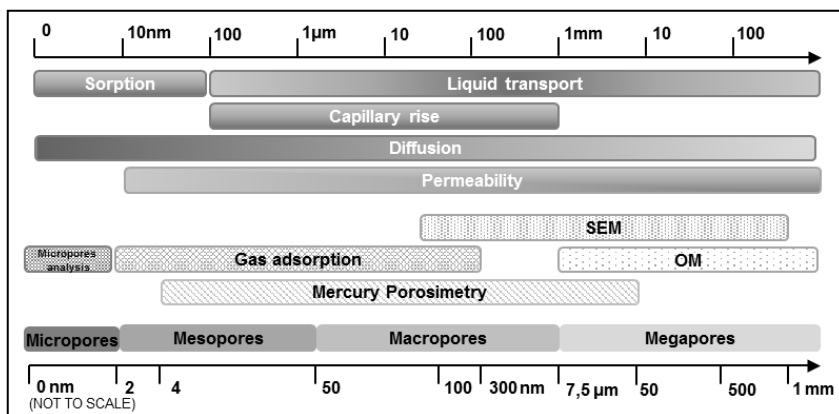 0 10nm 100 1µm 10 100 1mm 10 100
Sorption Liquid transport
Capillary rise
Diffusion
Permeability
SEM
Micropores
analysis
Gas adsorption OM
Mercury Porosimetry
Micropores Mesopores Macropores Megapores
0 nm 2 4 50 100 300 nm 7,5 µm 50 500 1 mm
(NOT TO SCALE)